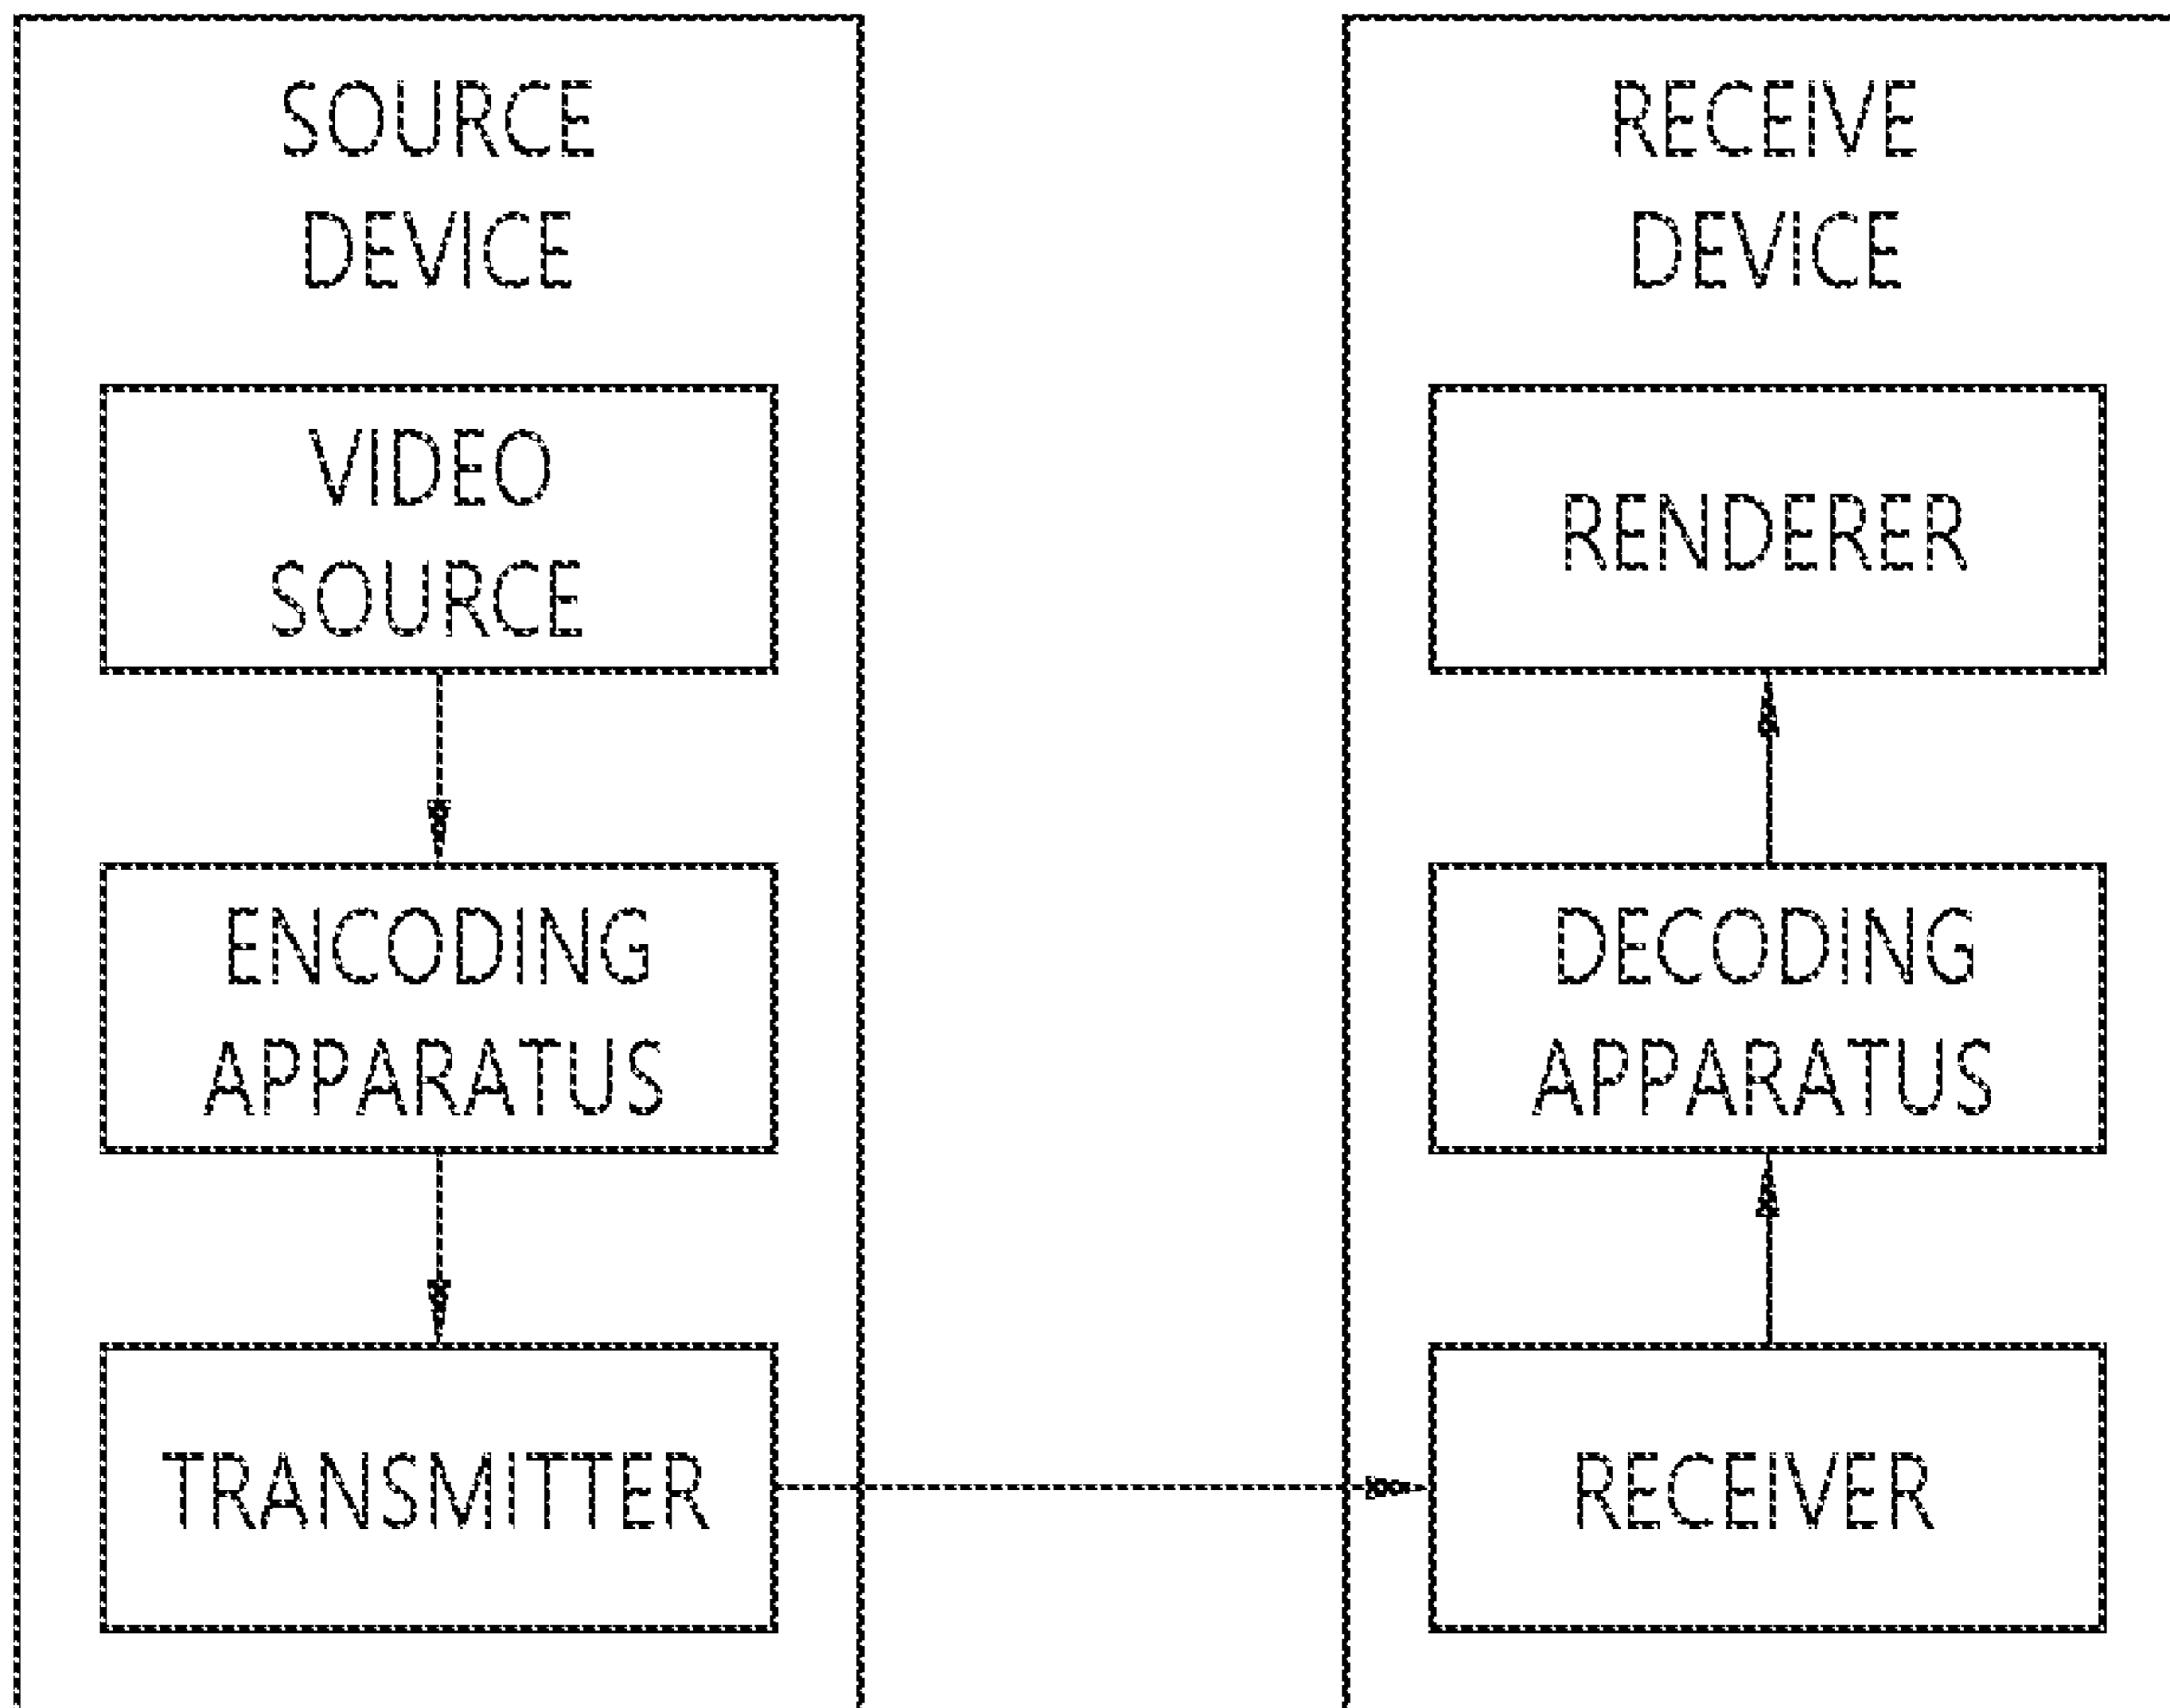 SOURCE
DEVICE
VIDEO
SOURCE
ENCODING
APPARATUS
TRANSMITTER
RECEIVE
DEVICE
RENDERER
DECODING
APPARATUS
RECEIVER